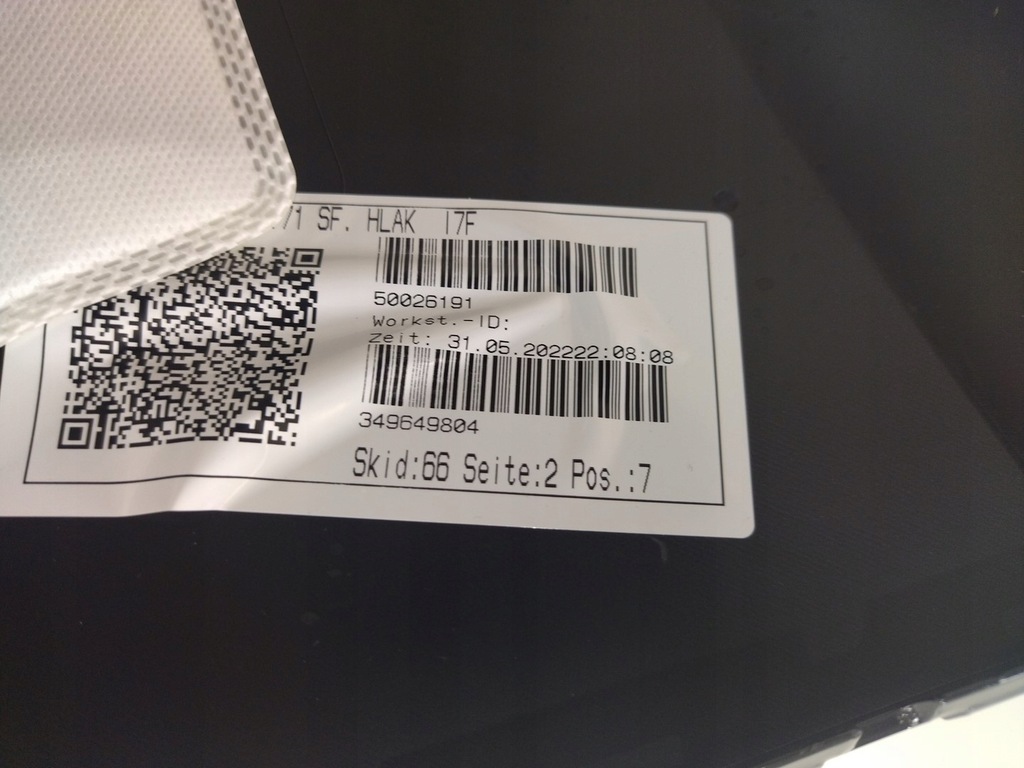 71 SF. HLAK I7F
50026191
Workst.-ID:
Zeit: 31.05.202222:08:08
349649804
Skid:66 Seite:2 Pos.:7